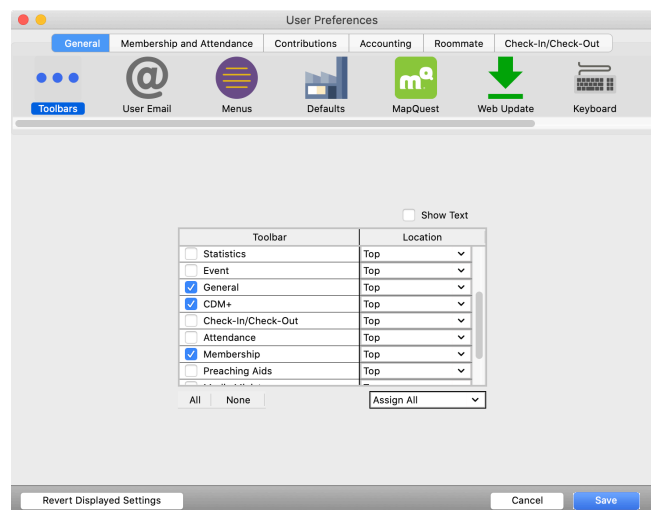 User Preferences
General Membership and Attendance Contributions Accounting Roommate Check-In/Check-Out
@ mq
Toolbars User Email Menus Defaults MapQuest Web Update Keyboard
Show Text
Toolbar Location
Statistics Top
Event Top
General Top
CDM+ Top
Check-In/Check-Out Top
Attendance Top
Membership Top
Preaching Aids Top
All None Assign All
Revert Displayed Settings Cancel Save